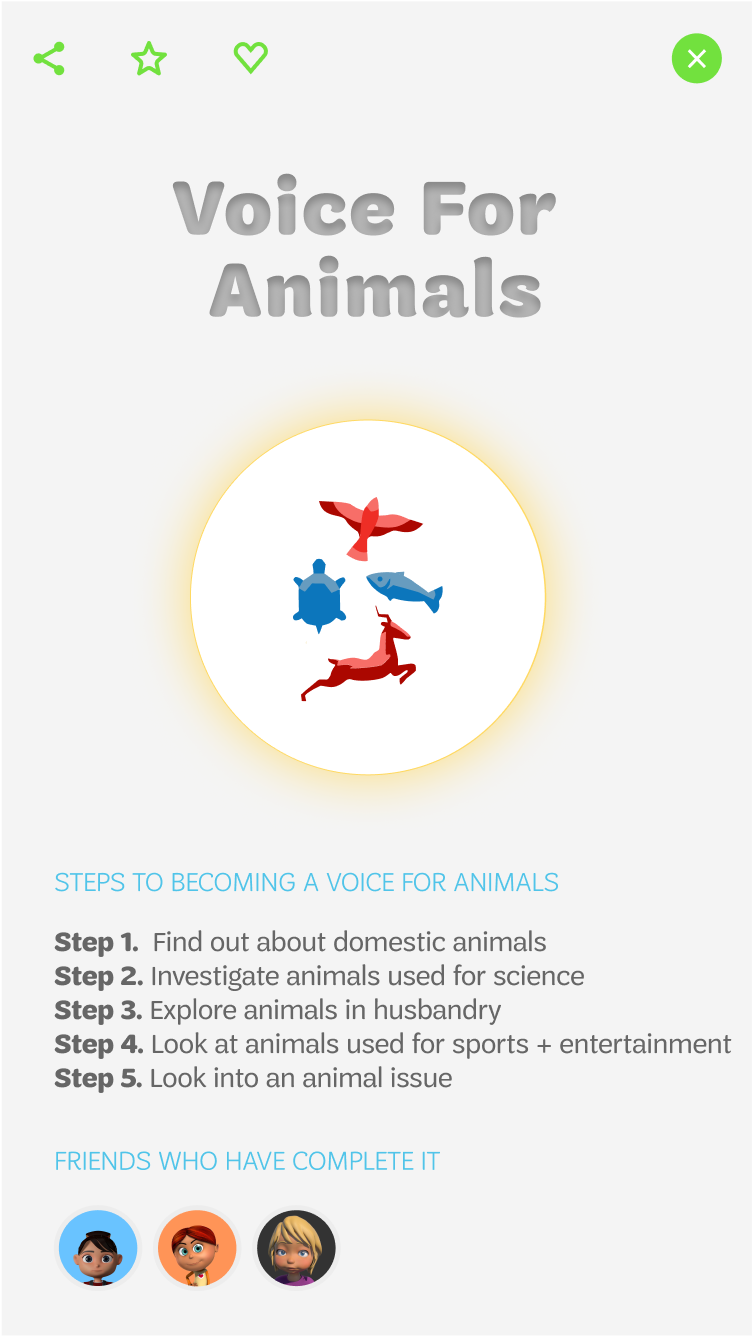 Voice For
Animals
STEPS TO BECOMING A VOICE FOR ANIMALS
Step 1. Find out about domestic animals
Step 2. Investigate animals used for science
Step 3. Explore animals in husbandry
Step 4. Look at animals used for sports + entertainment
Step 5. Look into an animal issue
FRIENDS WHO HAVE COMPLETE IT